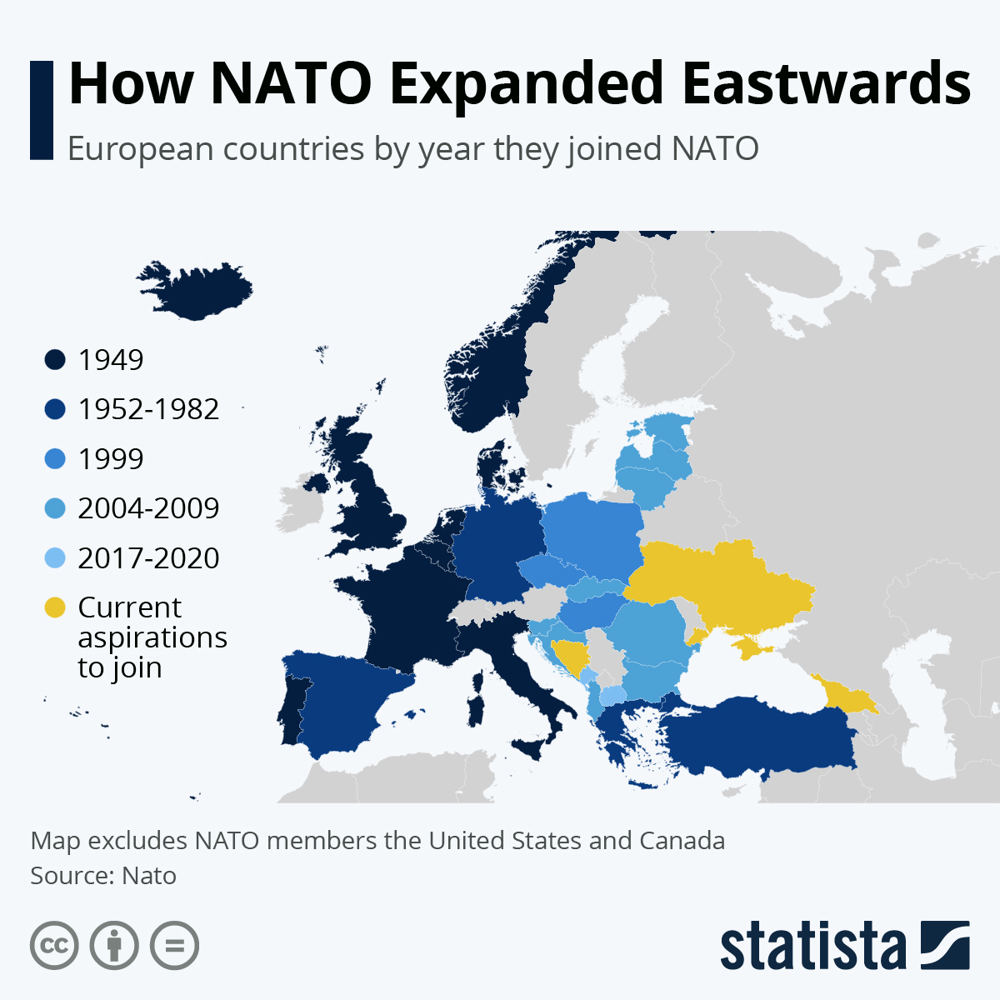 How NATO Expanded Eastwards
European countries by year they joined NATO
1949
1952-1982
1999
2004-2009
2017-2020
Current
aspirations
to join
Map excludes NATO members the United States and Canada
Source: Nato
cc
statista